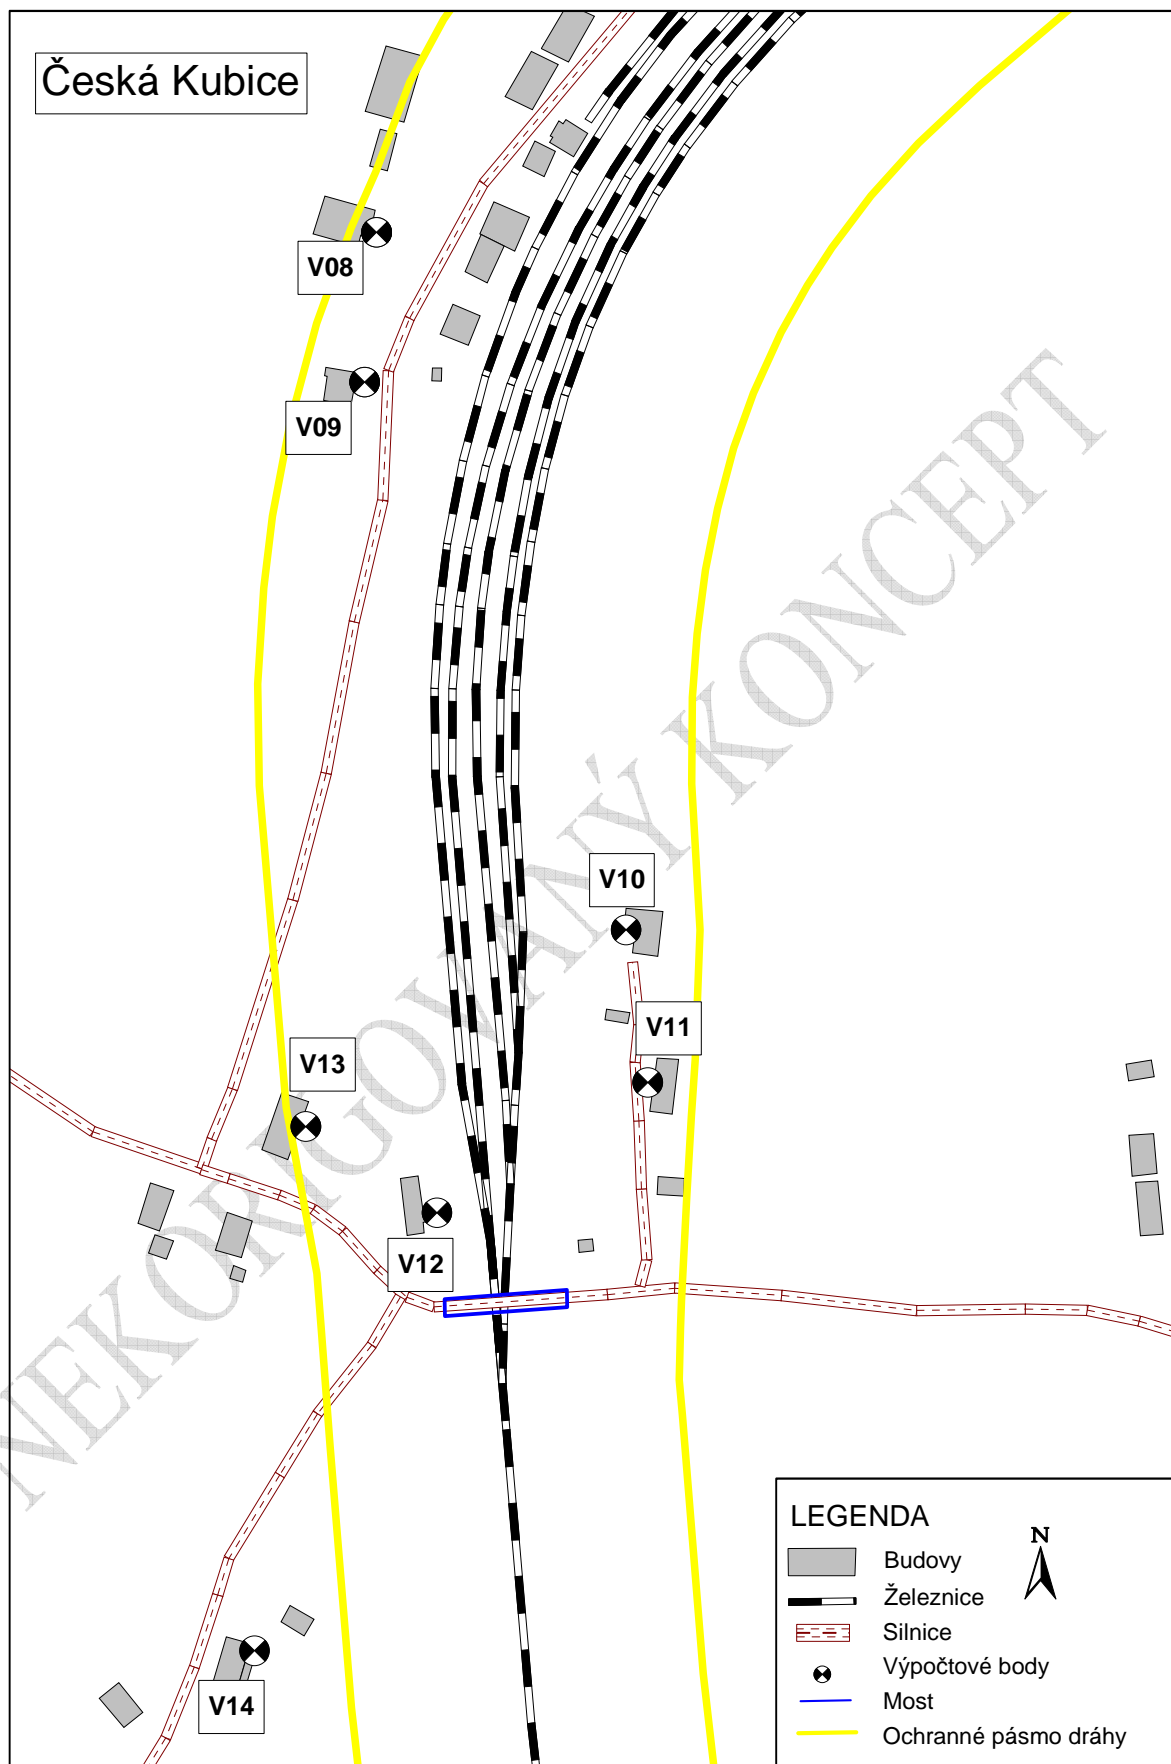 Česká Kubice
V08
V09
V10
V11
V13
V12
V14
NEKORIGOVANÝ KONCEPT
LEGENDA
N
Budovy
Železnice
Silnice
Výpočtové body
Most
Ochranné pásmo dráhy